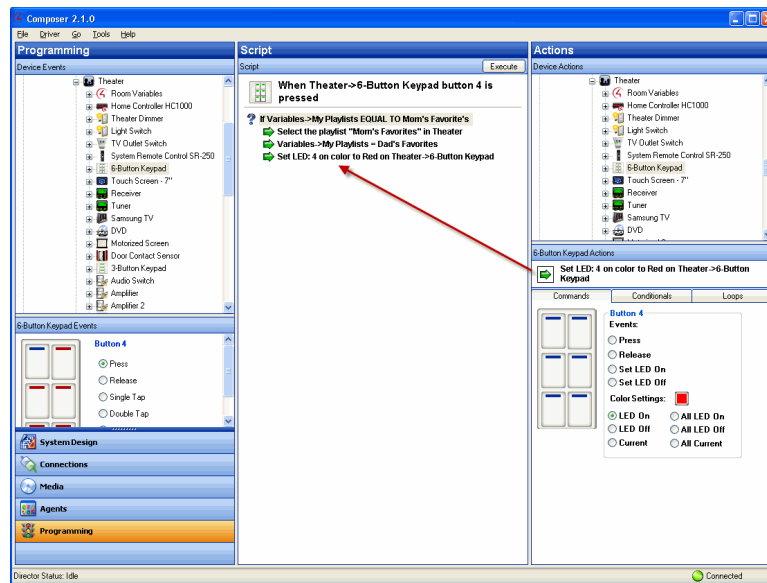 Composer 2.1.0
File Driver Go Tools Help
Programming
Device Events
Theater
Room Variables
Home Controller HC1000
Theater Dimmer
Light Switch
TV Outlet Switch
System Remote Control SR-250
6-Button Keypad
Touch Screen - 7"
Receiver
Tuner
Samsung TV
DVD
Motorized Screen
Door Contact Sensor
3-Button Keypad
Audio Switch
Amplifier
Amplifier 2
6-Button Keypad Events
Button 4
Press
Release
Single Tap
Double Tap
System Design
Connections
Media
Agents
Programming
Script
Script Execute
When Theater->6-Button Keypad button 4 is
pressed
If Variables->My Playlists EQUAL TO Mom's Favorite's
Select the playlist "Mom's Favorites" in Theater
Variables->My Playlists = Dad's Favorites
Set LED: 4 on color to Red on Theater->6-Button Keypad
Actions
Device Actions
Theater
Room Variables
Home Controller HC1000
Theater Dimmer
Light Switch
TV Outlet Switch
System Remote Control SR-250
6-Button Keypad
Touch Screen - 7"
Receiver
Tuner
Samsung TV
DVD
6-Button Keypad Actions
Set LED: 4 on color to Red on Theater->6-Button
Keypad
Commands Conditionals Loops
Button 4
Events:
Press
Release
Set LED On
Set LED Off
Color Settings:
LED On All LED On
LED Off All LED Off
Current All Current
Director Status: Idle
Connected